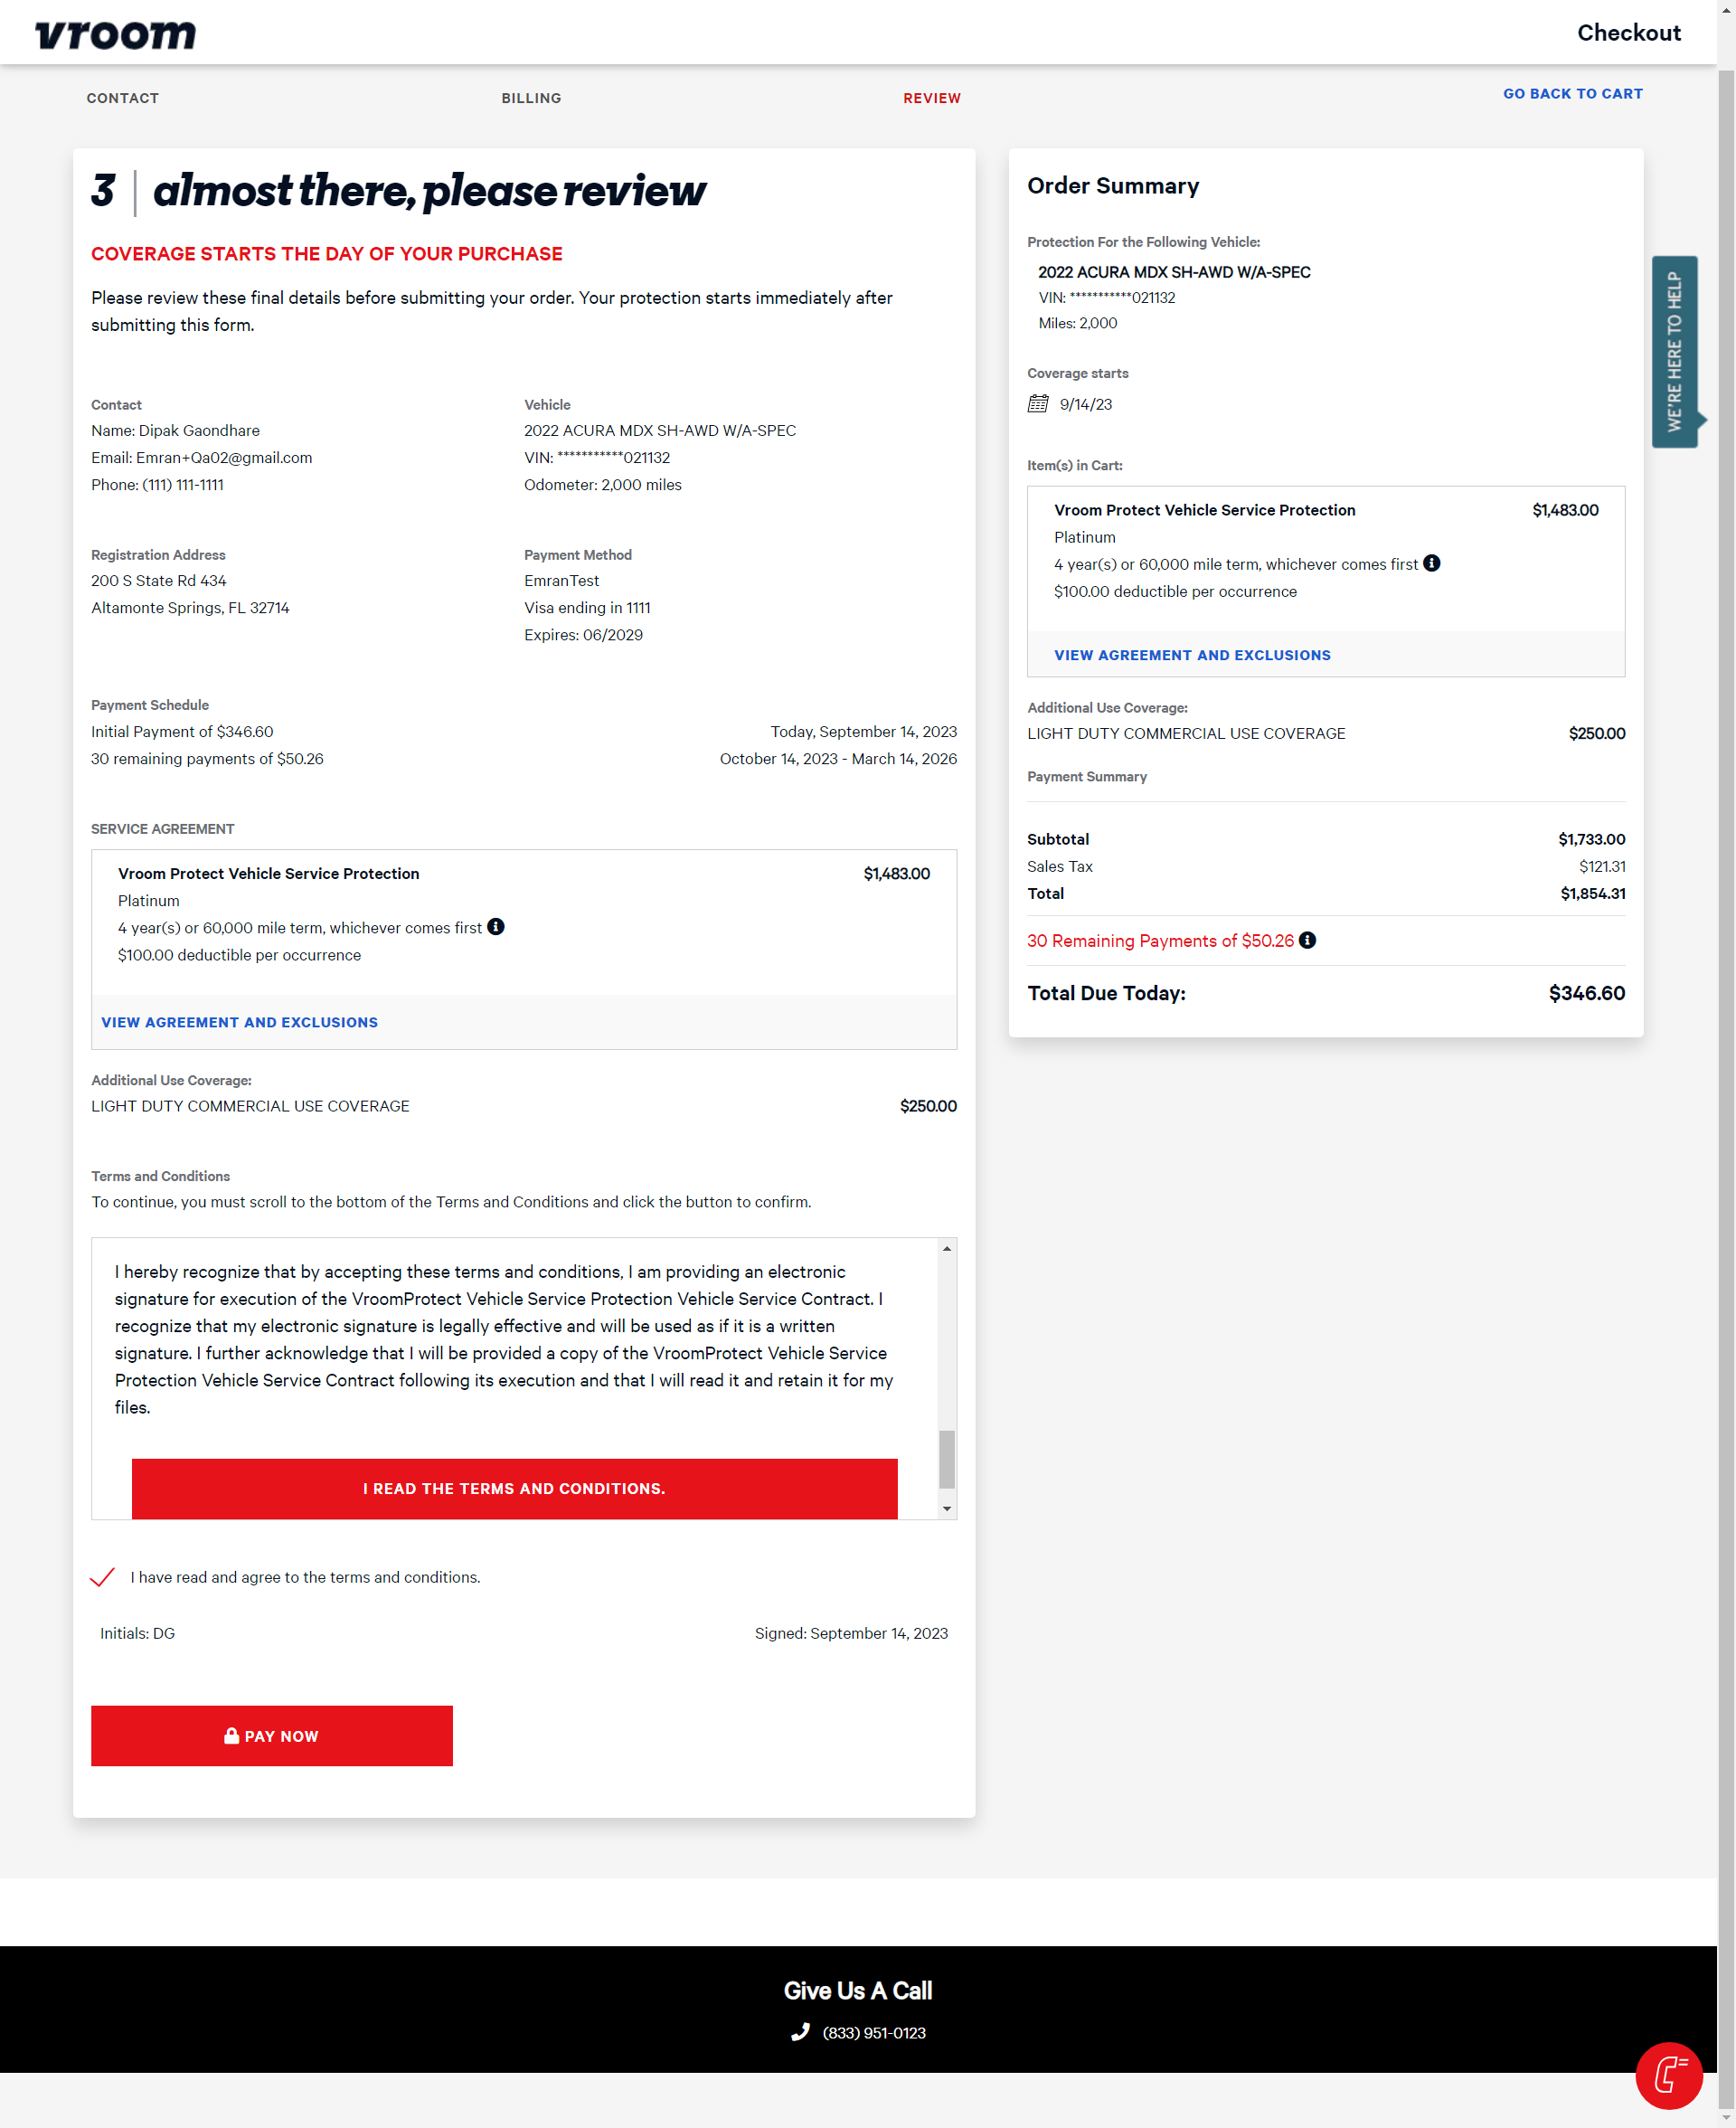 vroom
Checkout
CONTACT
BILLING
REVIEW
GO BACK TO CART
3 almost there, please review
COVERAGE STARTS THE DAY OF YOUR PURCHASE
Please review these final details before submitting your order. Your protection starts immediately after
submitting this form.
Contact
Name: Dipak Gaondhare
Email: Emran+Qa02@gmail.com
Phone: (111) 111-1111
Vehicle
2022 ACURA MDX SH-AWD W/A-SPEC
VIN: ***********021132
Odometer: 2,000 miles
Registration Address
200 S State Rd 434
Altamonte Springs, FL 32714
Payment Method
EmranTest
Visa ending in 1111
Expires: 06/2029
Payment Schedule
Initial Payment of $346.60 Today, September 14, 2023
30 remaining payments of $50.26 October 14, 2023 - March 14, 2026
SERVICE AGREEMENT
Vroom Protect Vehicle Service Protection $1,483.00
Platinum
4 year(s) or 60,000 mile term, whichever comes first
$100.00 deductible per occurrence
VIEW AGREEMENT AND EXCLUSIONS
Additional Use Coverage:
LIGHT DUTY COMMERCIAL USE COVERAGE $250.00
Terms and Conditions
To continue, you must scroll to the bottom of the Terms and Conditions and click the button to confirm.
I hereby recognize that by accepting these terms and conditions, I am providing an electronic
signature for execution of the VroomProtect Vehicle Service Protection Vehicle Service Contract. I
recognize that my electronic signature is legally effective and will be used as if it is a written
signature. I further acknowledge that I will be provided a copy of the VroomProtect Vehicle Service
Protection Vehicle Service Contract following its execution and that I will read it and retain it for my
files.
I READ THE TERMS AND CONDITIONS.
I have read and agree to the terms and conditions.
Initials: DG Signed: September 14, 2023
PAY NOW
Order Summary
Protection For the Following Vehicle:
2022 ACURA MDX SH-AWD W/A-SPEC
VIN: ***********021132
Miles: 2,000
Coverage starts
9/14/23
Item(s) in Cart:
Vroom Protect Vehicle Service Protection $1,483.00
Platinum
4 year(s) or 60,000 mile term, whichever comes first
$100.00 deductible per occurrence
VIEW AGREEMENT AND EXCLUSIONS
Additional Use Coverage:
LIGHT DUTY COMMERCIAL USE COVERAGE $250.00
Payment Summary
Subtotal $1,733.00
Sales Tax $121.31
Total $1,854.31
30 Remaining Payments of $50.26
Total Due Today: $346.60
WE'RE HERE TO HELP
Give Us A Call
(833) 951-0123